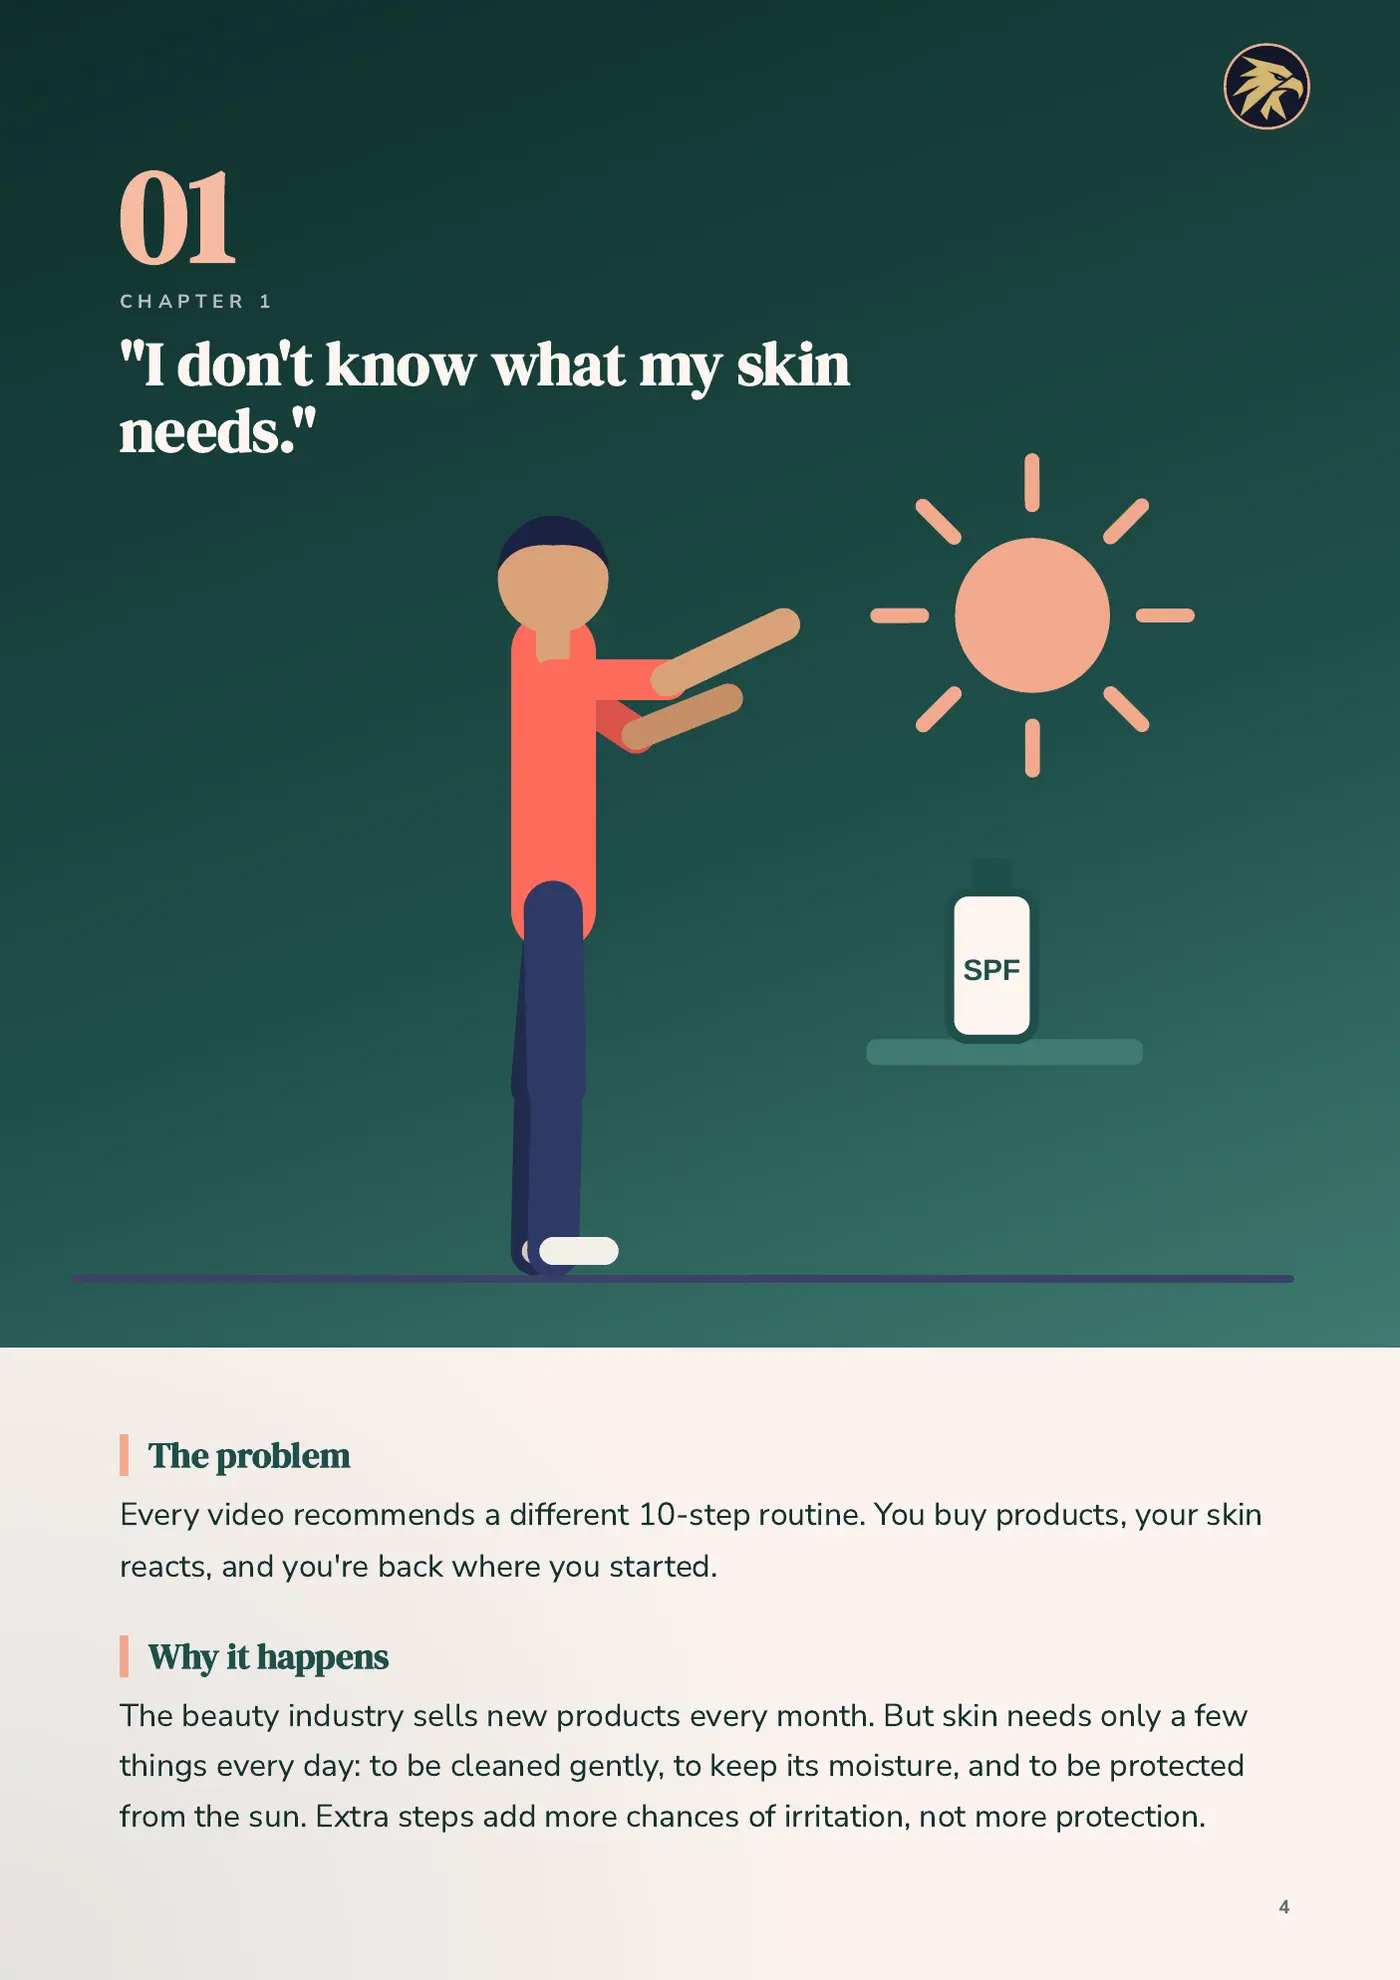 01
CHAPTER 1
"I don't know what my skin
needs."
SPF
The problem
Every video recommends a different 10-step routine. You buy products, your skin
reacts, and you're back where you started.
Why it happens
The beauty industry sells new products every month. But skin needs only a few
things every day: to be cleaned gently, to keep its moisture, and to be protected
from the sun. Extra steps add more chances of irritation, not more protection.
4